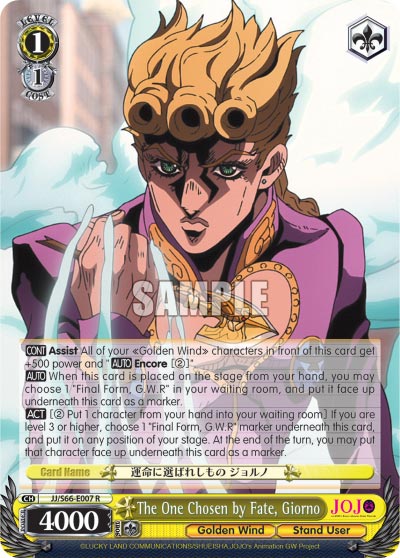 LEVEL
1
1
COST
SAMPLE
CONT Assist All of your «Golden Wind» characters in front of this card get
+500 power and "AUTO Encore [②]".
AUTO When this card is placed on the stage from your hand, you may
choose 1 "Final Form, G.W.R" in your waiting room, and put it face up
underneath this card as a marker.
ACT [② Put 1 character from your hand into your waiting room] If you are
level 3 or higher, choose 1 "Final Form, G.W.R" marker underneath this card,
and put it on any position of your stage. At the end of your turn, you may put
that character face up underneath this card as a marker.
Card Name 運命に選ばれしもの ジョルノ
CH JJ/S66-E007 R
The One Chosen by Fate, Giorno
JOJO
POWER 4000 SOUL
Golden Wind Stand User
©LUCKY LAND COMMUNICATIONS/SHUEISHA,JOJO's Animation GW Project